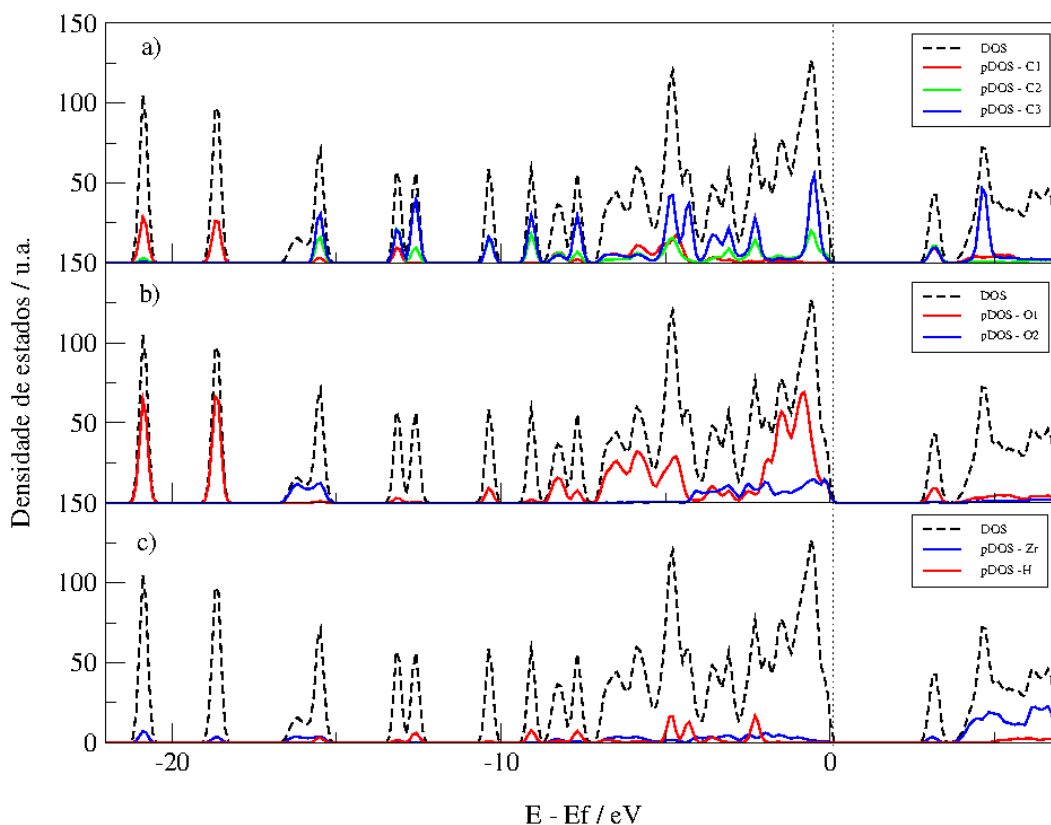 Densidade de estados / u.a.
150
a)
DOS
pDOS - C1
pDOS - C2
pDOS - C3
100
50
150
b)
DOS
pDOS - O1
pDOS - O2
100
50
150
c)
DOS
pDOS - Zr
pDOS -H
100
50
0
-20
-10
0
E - Ef / eV